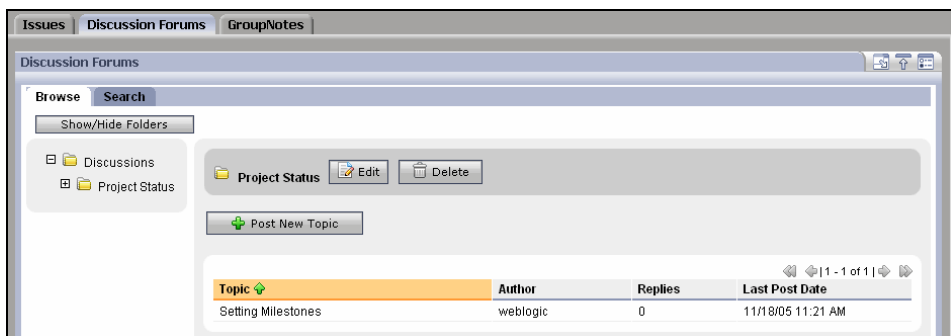 Issues Discussion Forums GroupNotes
Discussion Forums
Browse Search
Show/Hide Folders
Discussions
Project Status
Project Status Edit Delete
Post New Topic
1 - 1 of 1
Topic Author Replies Last Post Date
Setting Milestones weblogic 0 11/18/05 11:21 AM